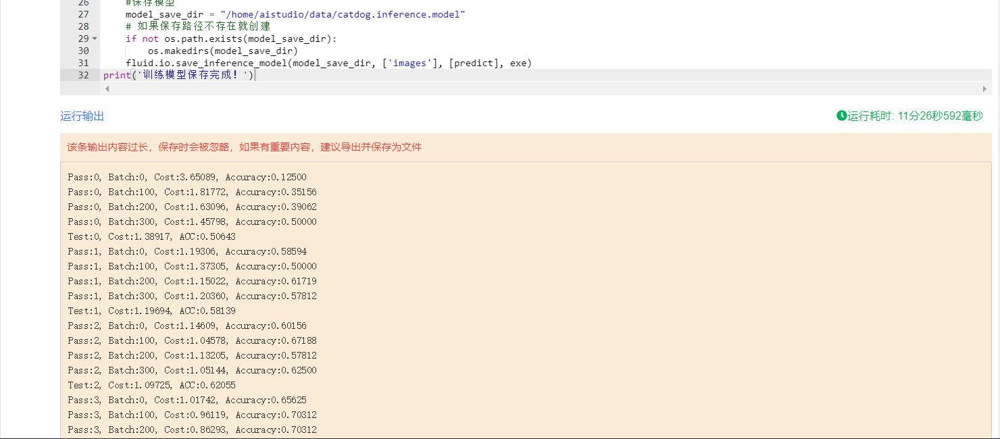 26 #保存模型
27 model_save_dir = "/home/aistudio/data/catdog.inference.model"
28 # 如果保存路径不存在就创建
29 if not os.path.exists(model_save_dir):
30 os.makedirs(model_save_dir)
31 fluid.io.save_inference_model(model_save_dir, ['images'], [predict], exe)
32 print('训练模型保存完成！')
运行输出
运行耗时: 11分26秒592毫秒
该条输出内容过长，保存时会被忽略，如果有重要内容，建议导出并保存为文件
Pass:0, Batch:0, Cost:3.65089, Accuracy:0.12500
Pass:0, Batch:100, Cost:1.81772, Accuracy:0.35156
Pass:0, Batch:200, Cost:1.63096, Accuracy:0.39062
Pass:0, Batch:300, Cost:1.45798, Accuracy:0.50000
Test:0, Cost:1.38917, ACC:0.50643
Pass:1, Batch:0, Cost:1.19306, Accuracy:0.58594
Pass:1, Batch:100, Cost:1.37305, Accuracy:0.50000
Pass:1, Batch:200, Cost:1.15022, Accuracy:0.61719
Pass:1, Batch:300, Cost:1.20360, Accuracy:0.57812
Test:1, Cost:1.19694, ACC:0.58139
Pass:2, Batch:0, Cost:1.14609, Accuracy:0.60156
Pass:2, Batch:100, Cost:1.04578, Accuracy:0.67188
Pass:2, Batch:200, Cost:1.13205, Accuracy:0.57812
Pass:2, Batch:300, Cost:1.05144, Accuracy:0.62500
Test:2, Cost:1.09725, ACC:0.62055
Pass:3, Batch:0, Cost:1.01742, Accuracy:0.65625
Pass:3, Batch:100, Cost:0.96119, Accuracy:0.70312
Pass:3, Batch:200, Cost:0.86293, Accuracy:0.70312